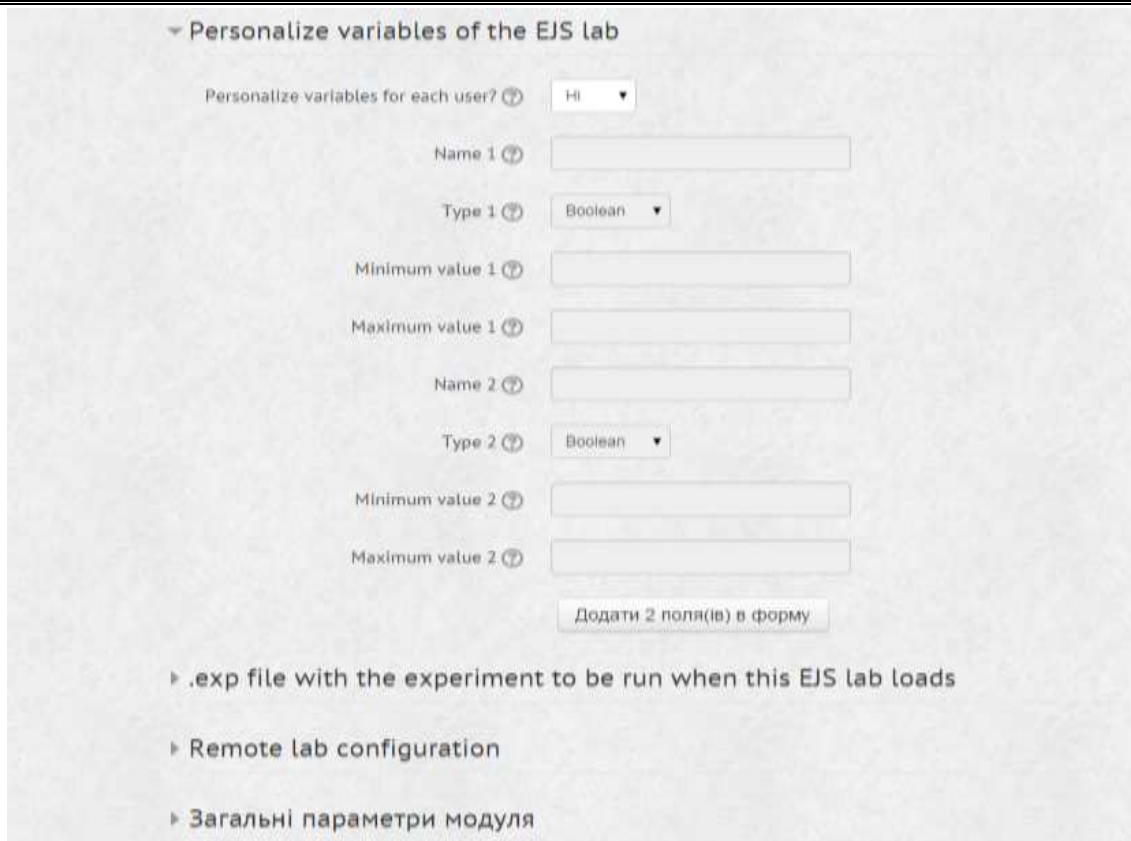 Personalize variables of the EJS lab
Personalize variables for each user? Ні
Name 1
Type 1 Boolean
Minimum value 1
Maximum value 1
Name 2
Type 2 Boolean
Minimum value 2
Maximum value 2
Додати 2 поля(ів) в форму
.exp file with the experiment to be run when this EJS lab loads
Remote lab configuration
Загальні параметри модуля